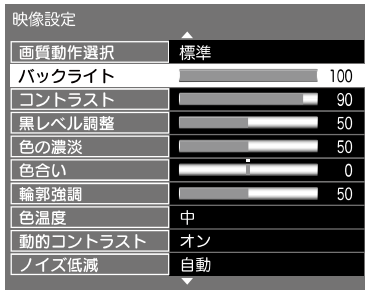 映像設定
画質動作選択 標準
バックライト 100
コントラスト 90
黒レベル調整 50
色の濃淡 50
色合い 0
輪郭強調 50
色温度 中
動的コントラスト オン
ノイズ低減 自動